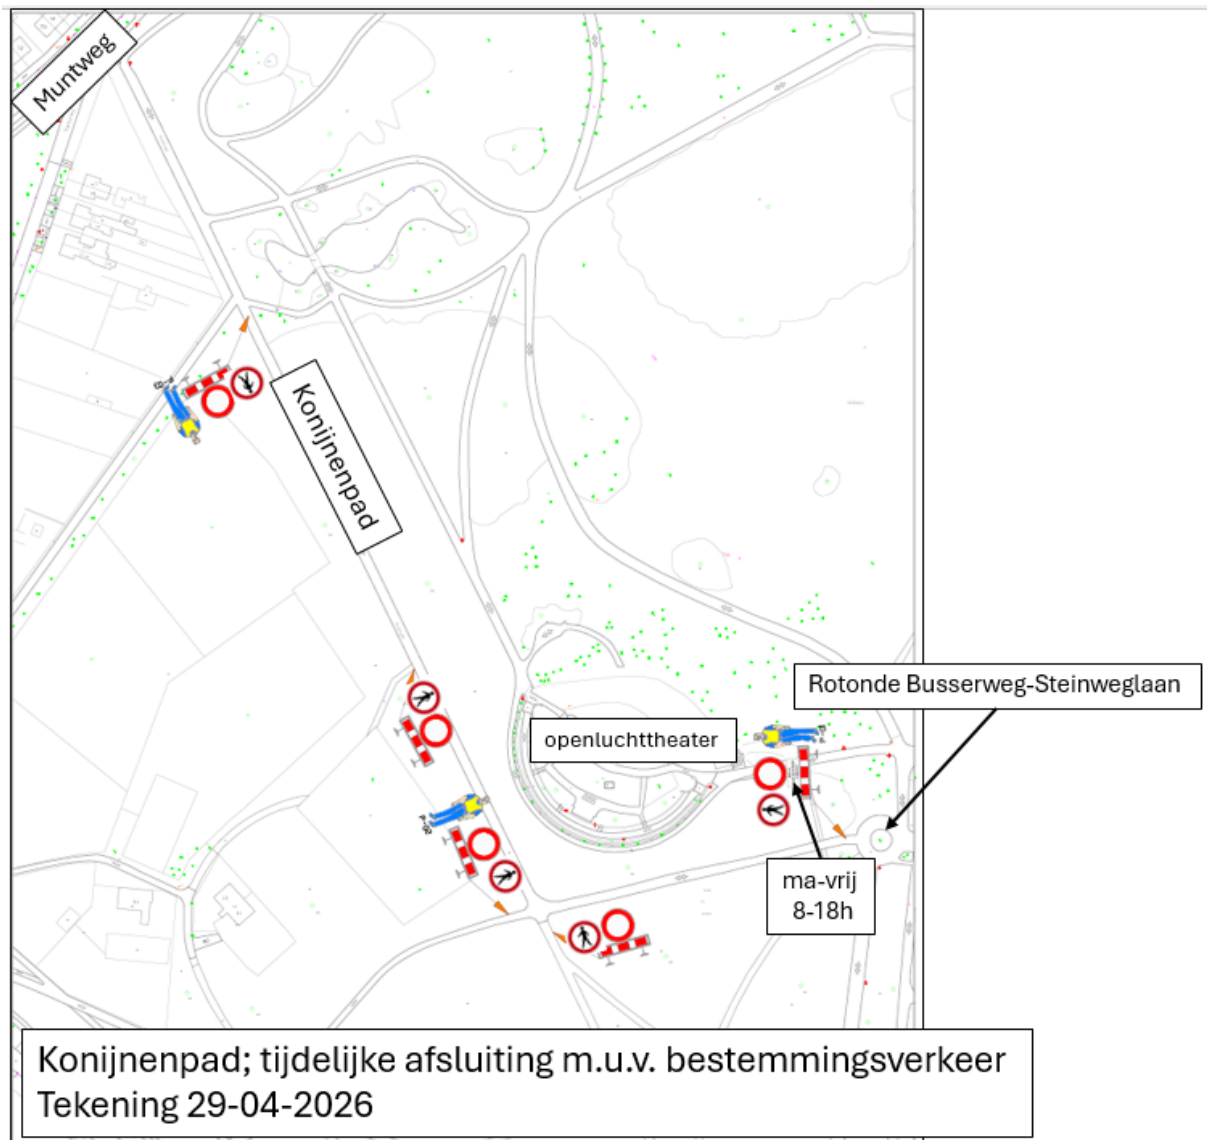 Muntweg
Konijnenpad
Rotonde Busserweg-Steinweglaan
openluchttheater
ma-vrij
8-18h
Konijnenpad; tijdelijke afsluiting m.u.v. bestemmingsverkeer
Tekening 29-04-2026